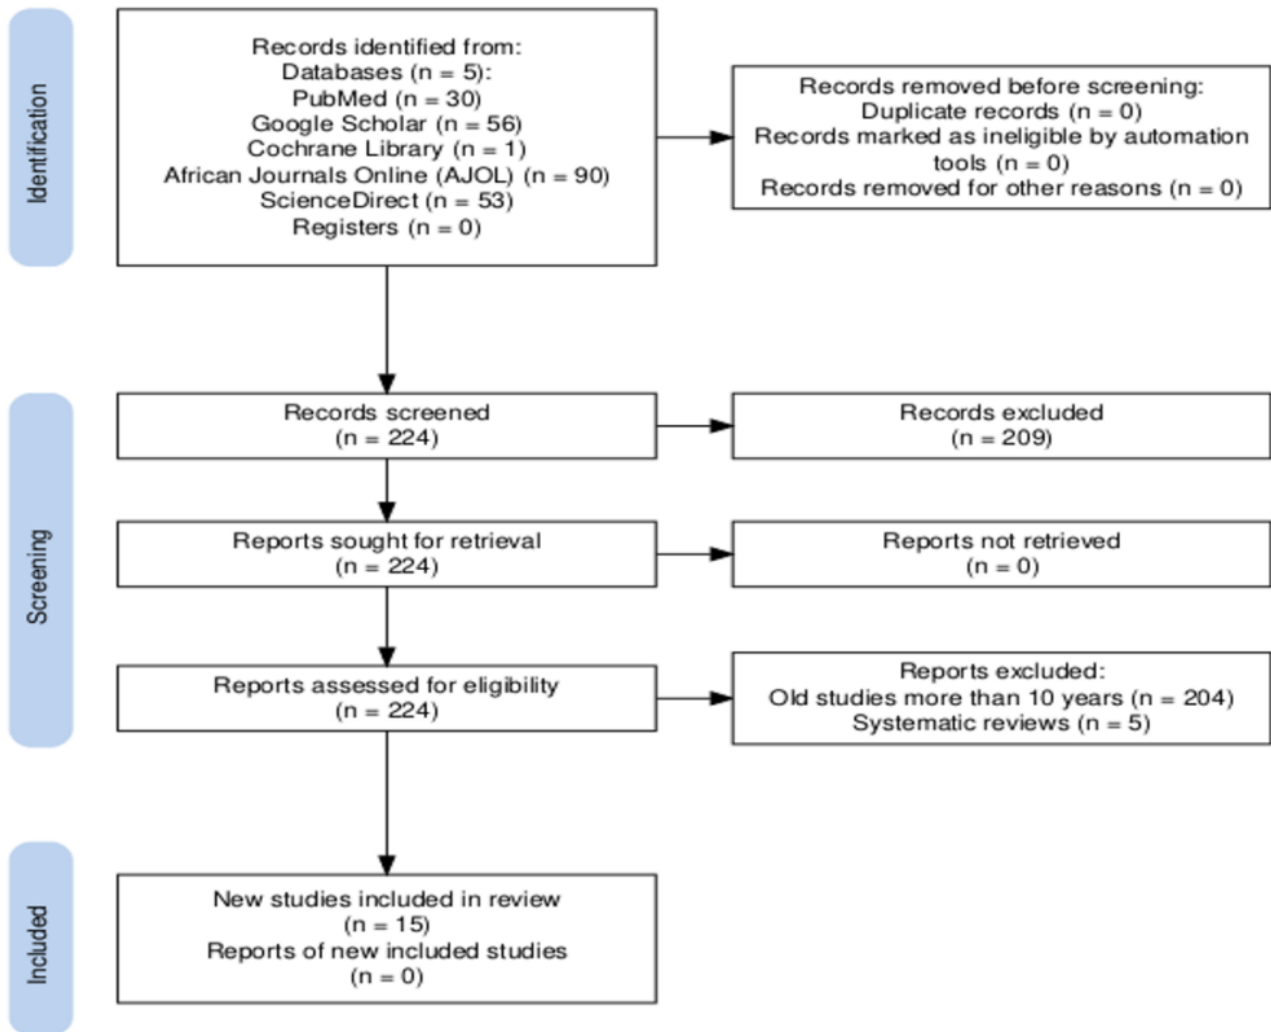 Identification
Records identified from:
Databases (n = 5):
PubMed (n = 30)
Google Scholar (n = 56)
Cochrane Library (n = 1)
African Journals Online (AJOL) (n = 90)
ScienceDirect (n = 53)
Registers (n = 0)
Records removed before screening:
Duplicate records (n = 0)
Records marked as ineligible by automation
tools (n = 0)
Records removed for other reasons (n = 0)
Screening
Records screened
(n = 224)
Records excluded
(n = 209)
Reports sought for retrieval
(n = 224)
Reports not retrieved
(n = 0)
Reports assessed for eligibility
(n = 224)
Reports excluded:
Old studies more than 10 years (n = 204)
Systematic reviews (n = 5)
Included
New studies included in review
(n = 15)
Reports of new included studies
(n = 0)